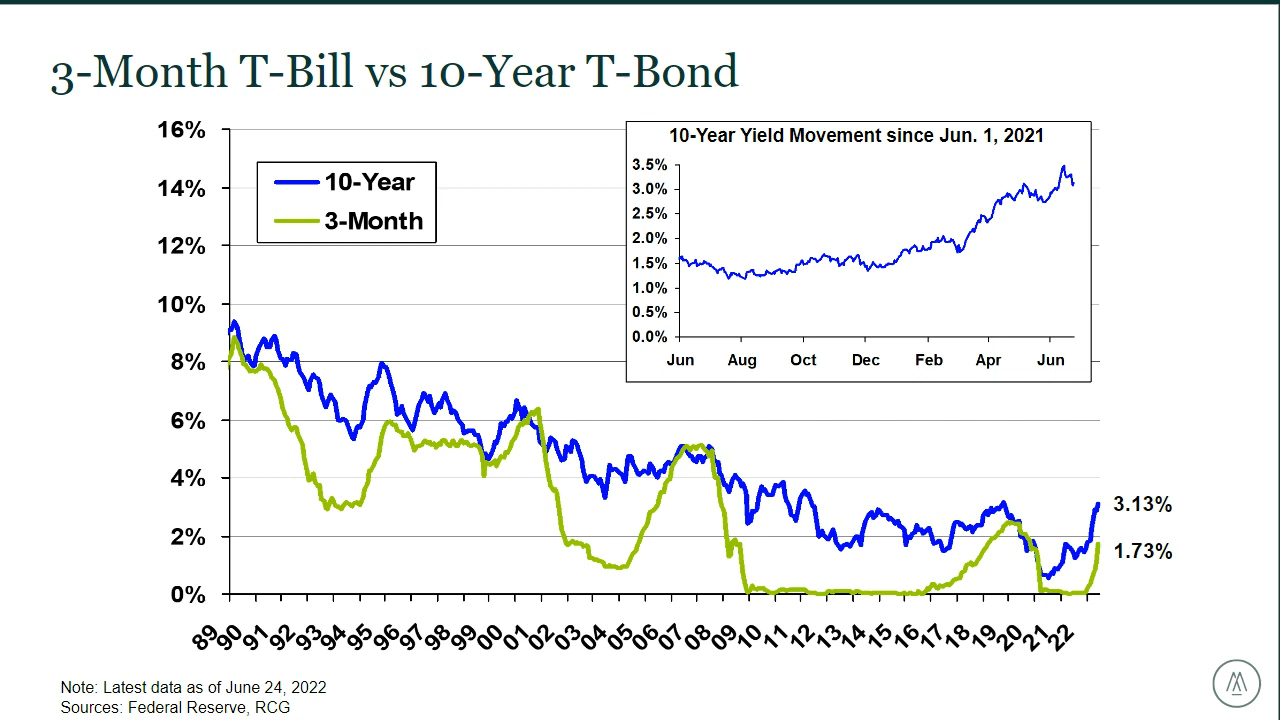 3-Month T-Bill vs 10-Year T-Bond
16%
14%
12%
10%
8%
6%
4%
2%
0%
10-Year
3-Month
10-Year Yield Movement since Jun. 1, 2021
3.5%
3.0%
2.5%
2.0%
1.5%
1.0%
0.5%
0.0%
Jun Aug Oct Dec Feb Apr Jun
3.13%
1.73%
89 90 91 92 93 94 95 96 97 98 99 00 01 02 03 04 05 06 07 08 09 10 11 12 13 14 15 16 17 18 19 20 21 22
Note: Latest data as of June 24, 2022
Sources: Federal Reserve, RCG